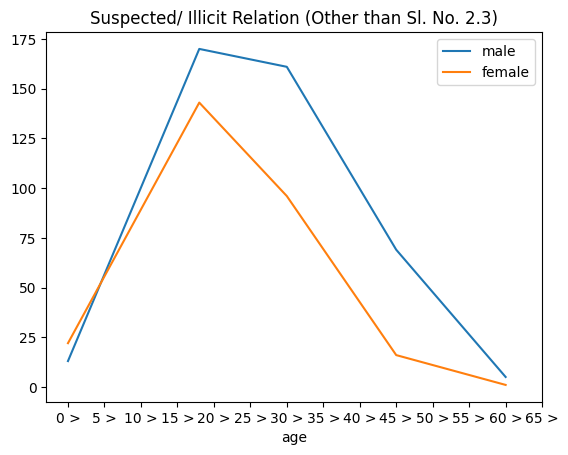 Suspected/ Illicit Relation (Other than Sl. No. 2.3)
male
female
175
150
125
100
75
50
25
0
0 > 5 > 10 > 15 > 20 > 25 > 30 > 35 > 40 > 45 > 50 > 55 > 60 > 65 >
age